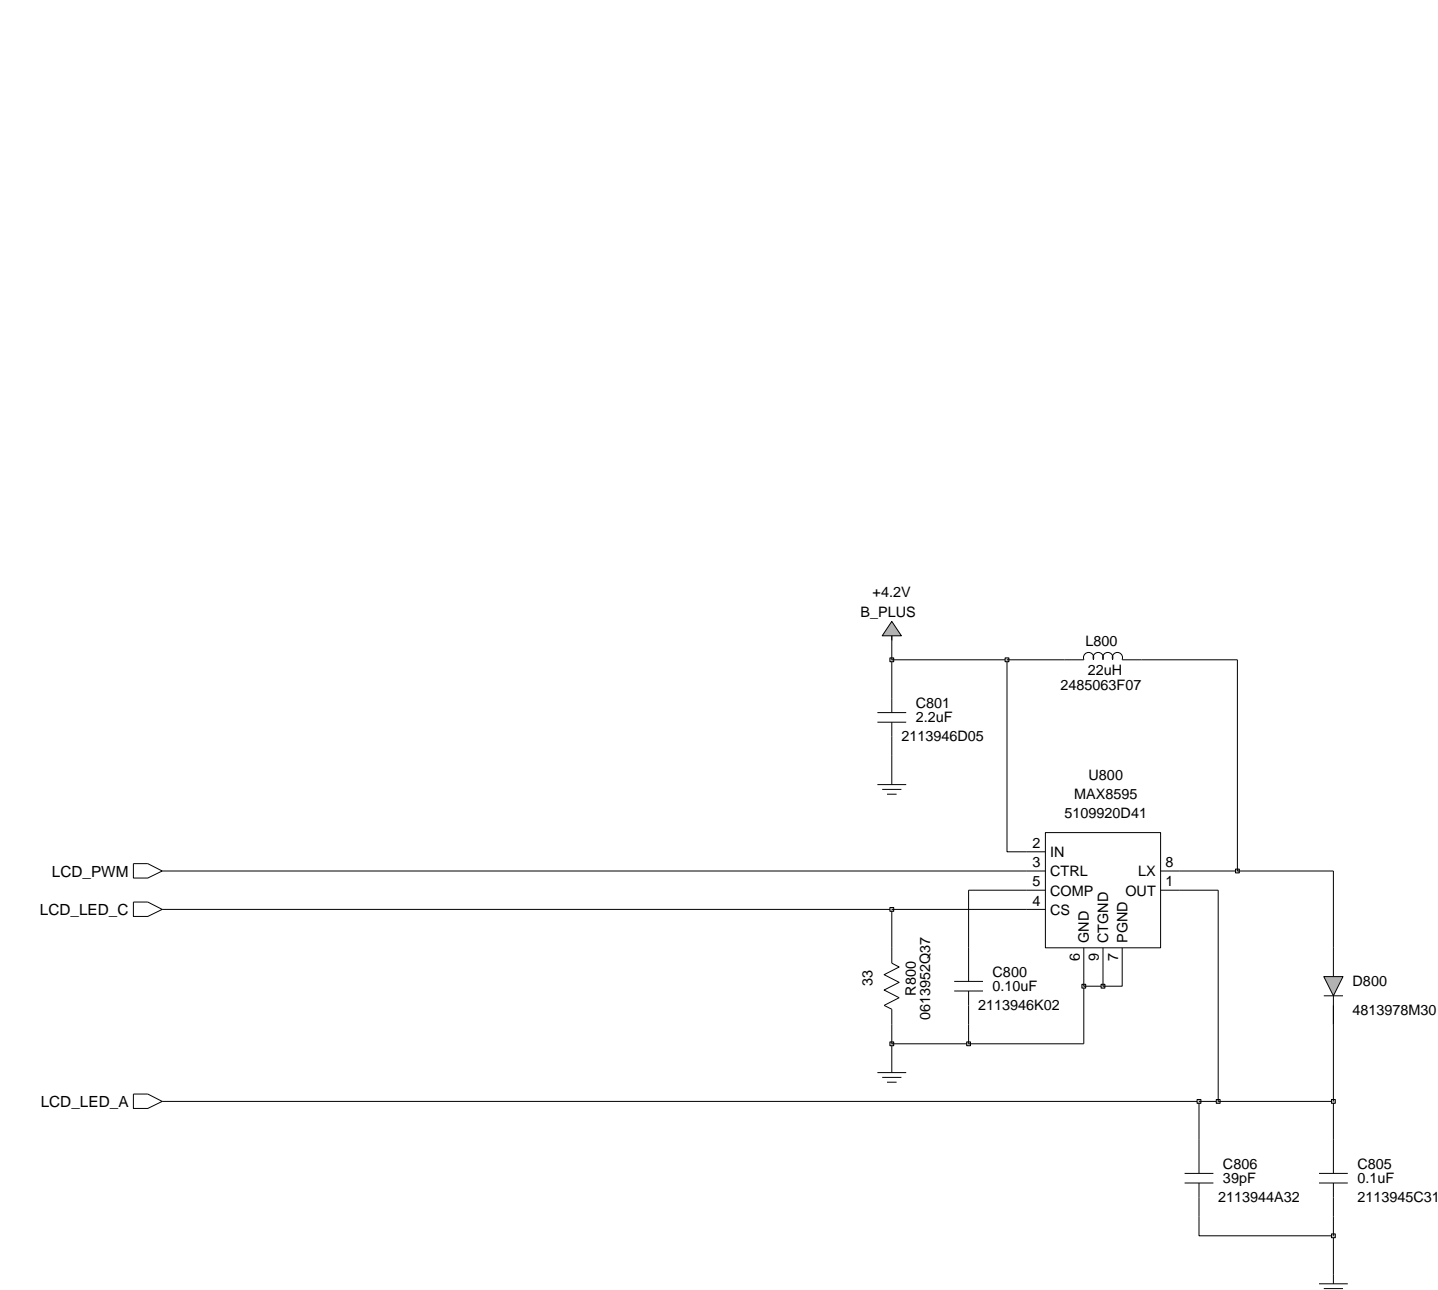 +4.2V
B_PLUS
L800
22uH
2485063F07
C801
2.2uF
2113946D05
U800
MAX8595
5109920D41
2
IN
LCD_PWM
3
CTRL
LX
8
5
COMP
OUT
1
LCD_LED_C
4
CS
GND
CTGND
PGND
6
9
7
33
R800
0613952Q37
C800
0.10uF
2113946K02
D800
4813978M30
LCD_LED_A
C806
39pF
2113944A32
C805
0.1uF
2113945C31